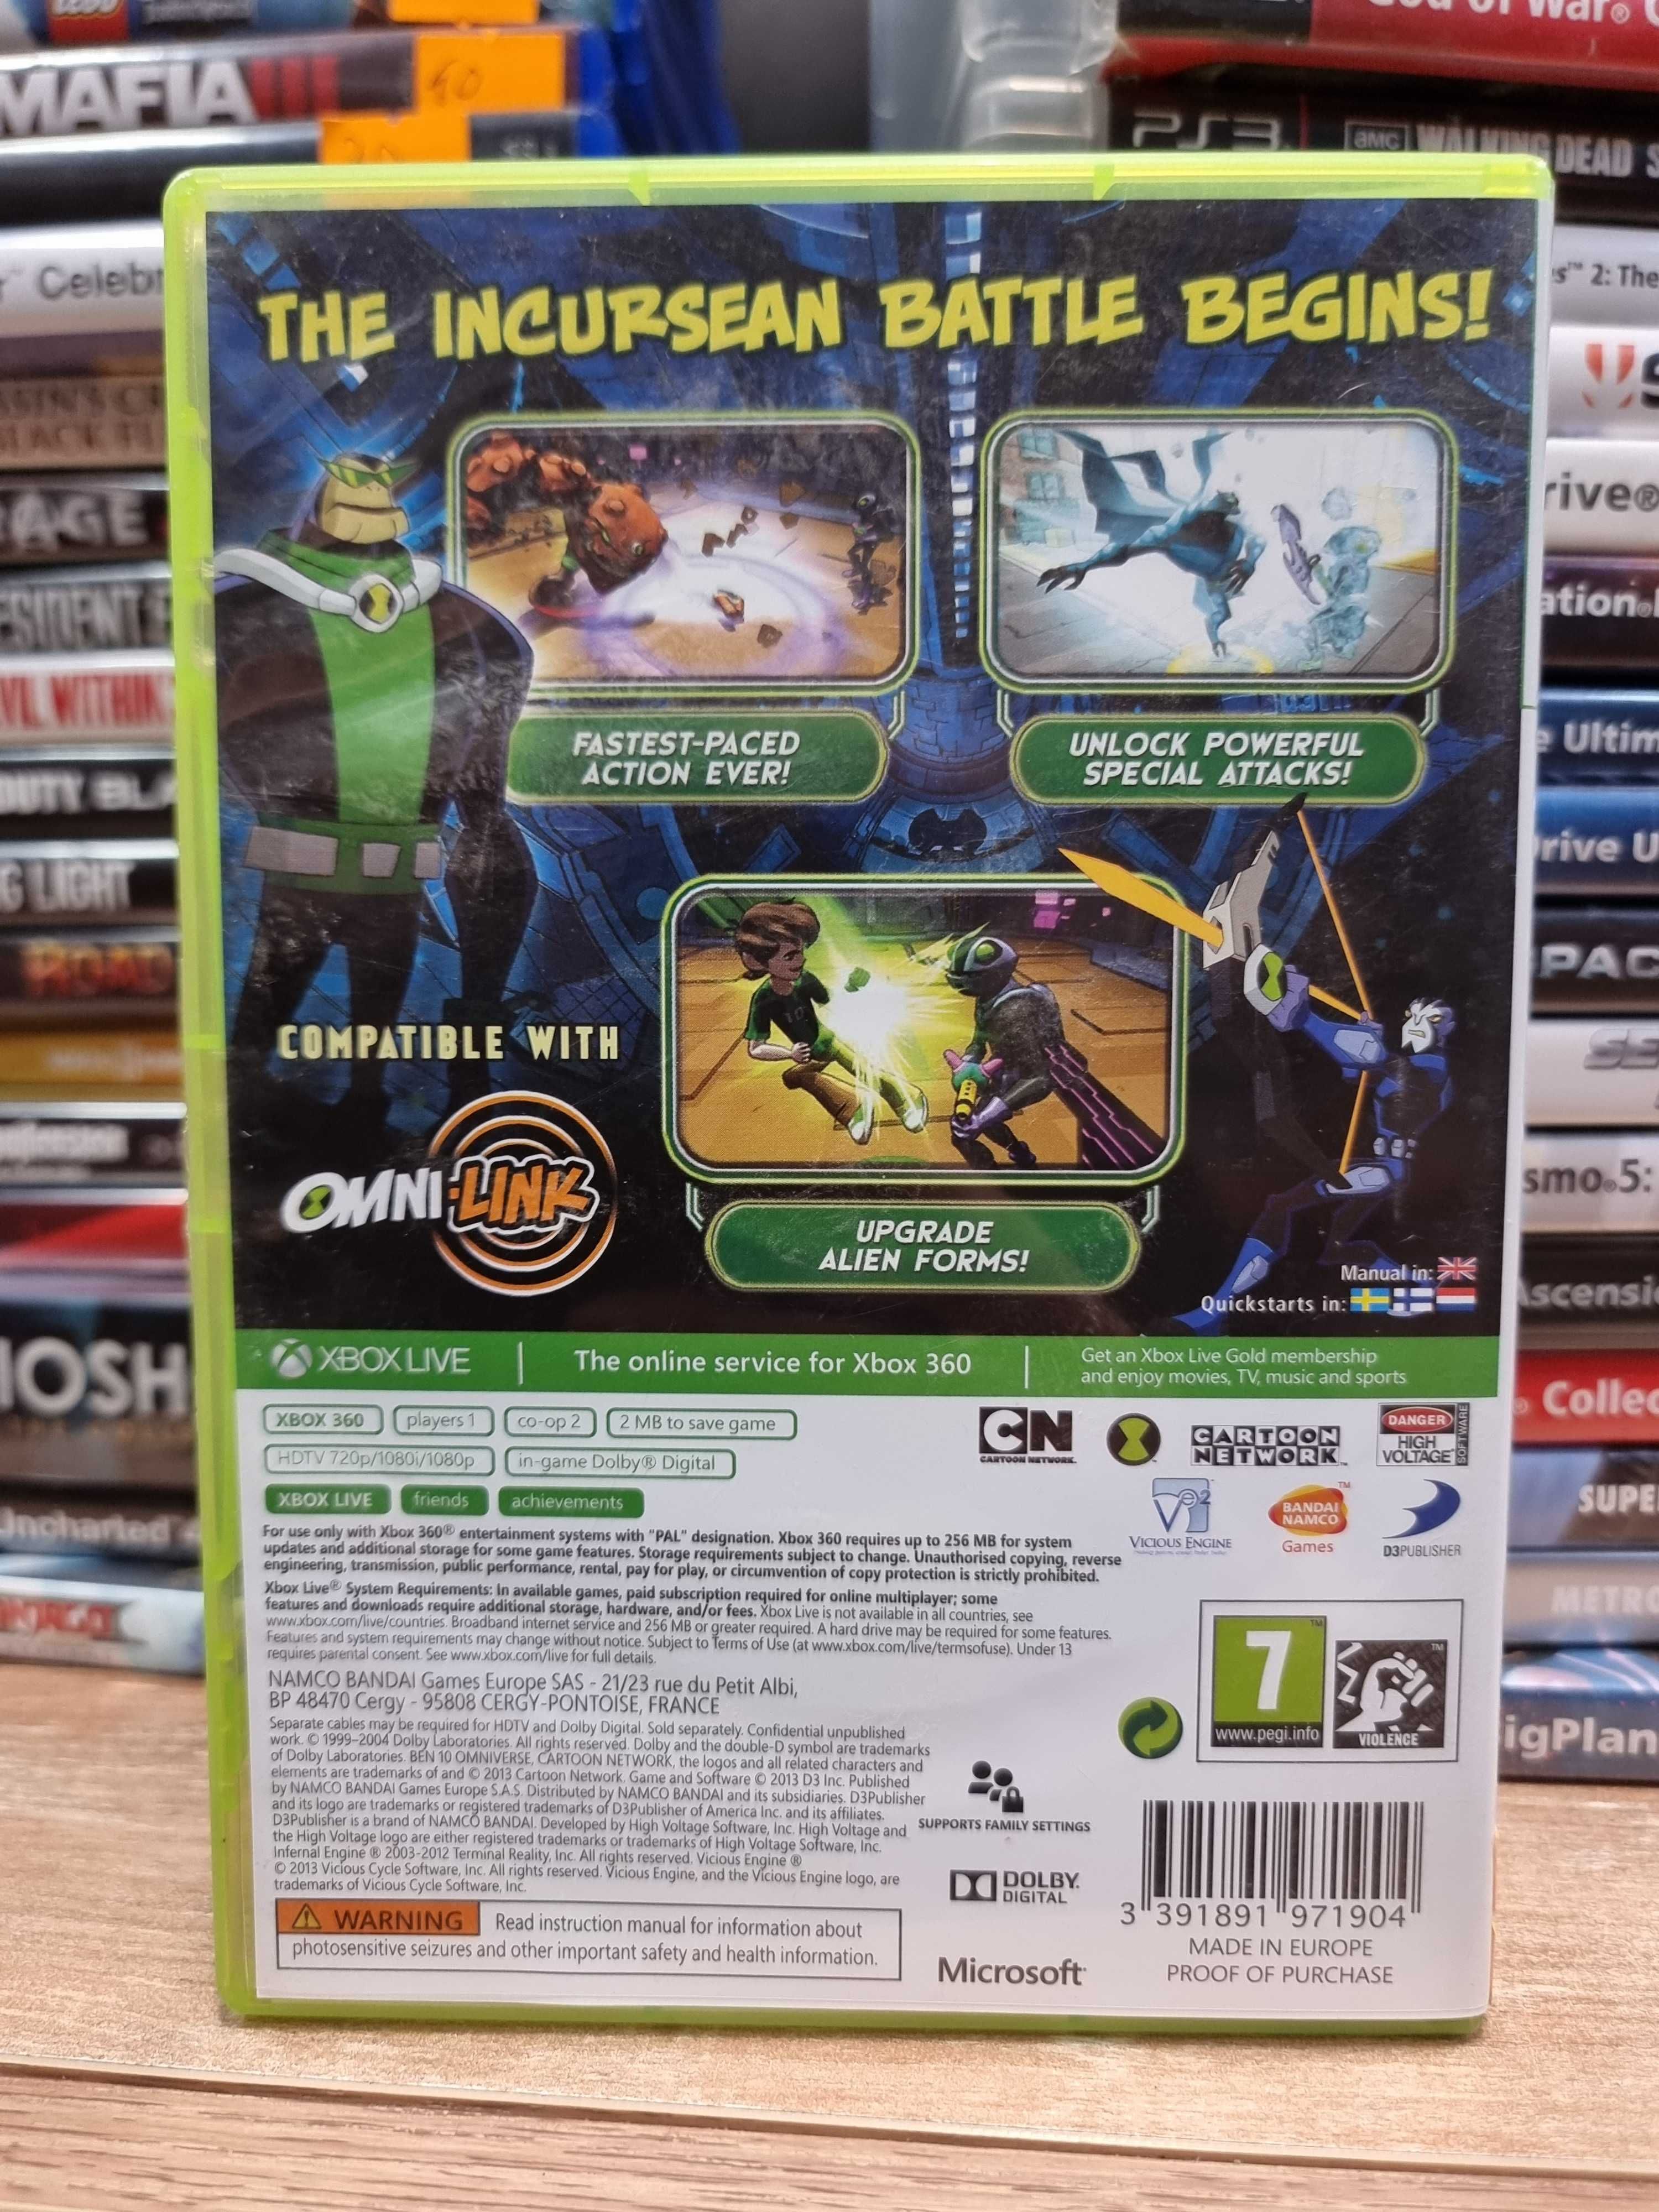 God of War®
MAFIA III
PS3
AMC WALKING DEAD
THE INCURSEAN BATTLE BEGINS!
FASTEST-PACED
ACTION EVER!
UNLOCK POWERFUL
SPECIAL ATTACKS!
COMPATIBLE WITH
OMNI-LINK
UPGRADE
ALIEN FORMS!
Manual in:
Quickstarts in:
XBOX LIVE | The online service for Xbox 360 | Get an Xbox Live Gold membership
and enjoy movies, TV, music and sports
XBOX 360 players 1 co-op 2 2 MB to save game
HDTV 720p/1080i/1080p in-game Dolby® Digital
XBOX LIVE friends achievements
CN
CARTOON NETWORK™
CARTOON
NETWORK™
DANGER
HIGH
VOLTAGE®
SOFTWARE
Ve2
VICIOUS ENGINE
BANDAI
NAMCO
Games
D3PUBLISHER
For use only with Xbox 360® entertainment systems with "PAL" designation. Xbox 360 requires up to 256 MB for system
updates and additional storage for some game features. Storage requirements subject to change. Unauthorised copying, reverse
engineering, transmission, public performance, rental, pay for play, or circumvention of copy protection is strictly prohibited.
Xbox Live® System Requirements: In available games, paid subscription required for online multiplayer; some
features and downloads require additional storage, hardware, and/or fees. Xbox Live is not available in all countries, see
www.xbox.com/live/countries. Broadband internet service and 256 MB or greater required. A hard drive may be required for some features.
Features and system requirements may change without notice. Subject to Terms of Use (at www.xbox.com/live/termsofuse). Under 13
requires parental consent. See www.xbox.com/live for full details.
NAMCO BANDAI Games Europe SAS - 21/23 rue du Petit Albi,
BP 48470 Cergy - 95808 CERGY-PONTOISE, FRANCE
Separate cables may be required for HDTV and Dolby Digital. Sold separately. Confidential unpublished
work. © 1999–2004 Dolby Laboratories. All rights reserved. Dolby and the double-D symbol are trademarks
of Dolby Laboratories. BEN 10 OMNIVERSE, CARTOON NETWORK, the logos and all related characters and
elements are trademarks of and © 2013 Cartoon Network. Game and Software © 2013 D3 Inc. Published
by NAMCO BANDAI Games Europe S.A.S. Distributed by NAMCO BANDAI and its subsidiaries. D3Publisher
and its logo are trademarks or registered trademarks of D3Publisher of America Inc. and its affiliates.
D3Publisher is a brand of NAMCO BANDAI. Developed by High Voltage Software, Inc. High Voltage and
the High Voltage logo are either registered trademarks or trademarks of High Voltage Software, Inc.
Infernal Engine ® 2003-2012 Terminal Reality, Inc. All rights reserved. Vicious Engine ®
© 2013 Vicious Cycle Software, Inc. All rights reserved. Vicious Engine, and the Vicious Engine logo, are
trademarks of Vicious Cycle Software, Inc.
WARNING Read instruction manual for information about
photosensitive seizures and other important safety and health information.
7
www.pegi.info
VIOLENCE
SUPPORTS FAMILY SETTINGS
DOLBY
DIGITAL
Microsoft
3 391891 971904
MADE IN EUROPE
PROOF OF PURCHASE